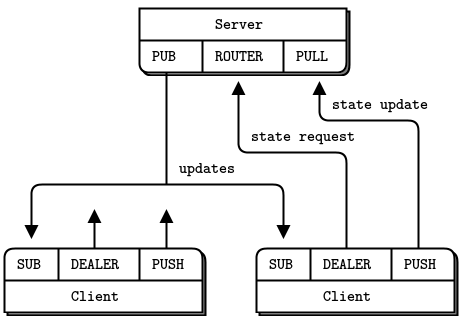 Server
PUB ROUTER PULL
state update
state request
updates
SUB DEALER PUSH SUB DEALER PUSH
Client Client